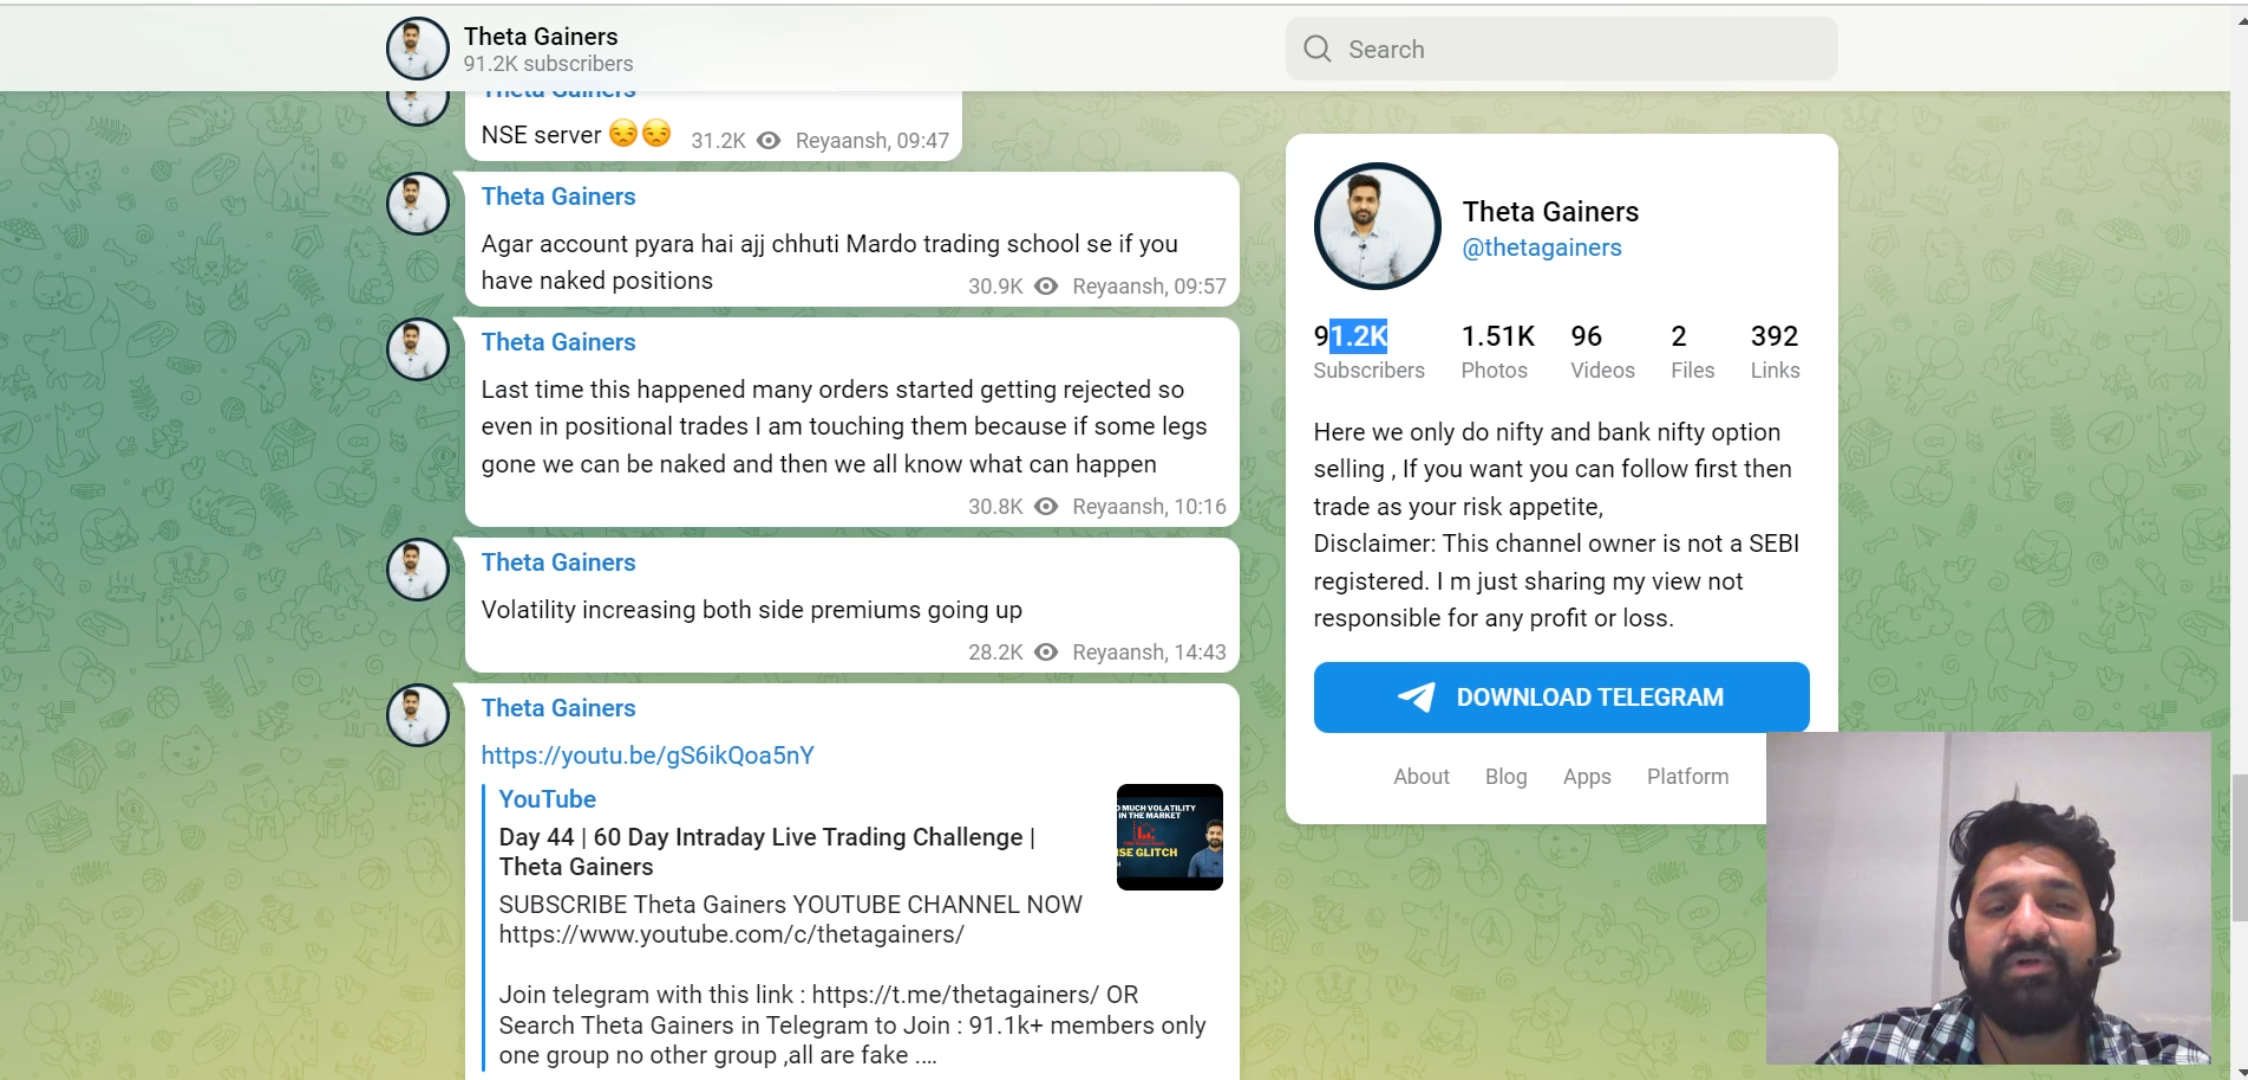 Theta Gainers
91.2K subscribers
Search
Theta Gainers
NSE server 😒😒 31.2K Reyaansh, 09:47
Theta Gainers
Agar account pyara hai ajj chhuti Mardo trading school se if you
have naked positions 30.9K Reyaansh, 09:57
Theta Gainers
Last time this happened many orders started getting rejected so
even in positional trades I am touching them because if some legs
gone we can be naked and then we all know what can happen
30.8K Reyaansh, 10:16
Theta Gainers
Volatility increasing both side premiums going up
28.2K Reyaansh, 14:43
Theta Gainers
https://youtu.be/gS6ikQoa5nY
YouTube
Day 44 | 60 Day Intraday Live Trading Challenge |
Theta Gainers
SUBSCRIBE Theta Gainers YOUTUBE CHANNEL NOW
https://www.youtube.com/c/thetagainers/
Join telegram with this link : https://t.me/thetagainers/ OR
Search Theta Gainers in Telegram to Join : 91.1k+ members only
one group no other group ,all are fake ....
MUCH VOLATILITY
IN THE MARKET
GLITCH
Theta Gainers
@thetagainers
91.2K 1.51K 96 2 392
Subscribers Photos Videos Files Links
Here we only do nifty and bank nifty option
selling , If you want you can follow first then
trade as your risk appetite,
Disclaimer: This channel owner is not a SEBI
registered. I m just sharing my view not
responsible for any profit or loss.
DOWNLOAD TELEGRAM
About Blog Apps Platform